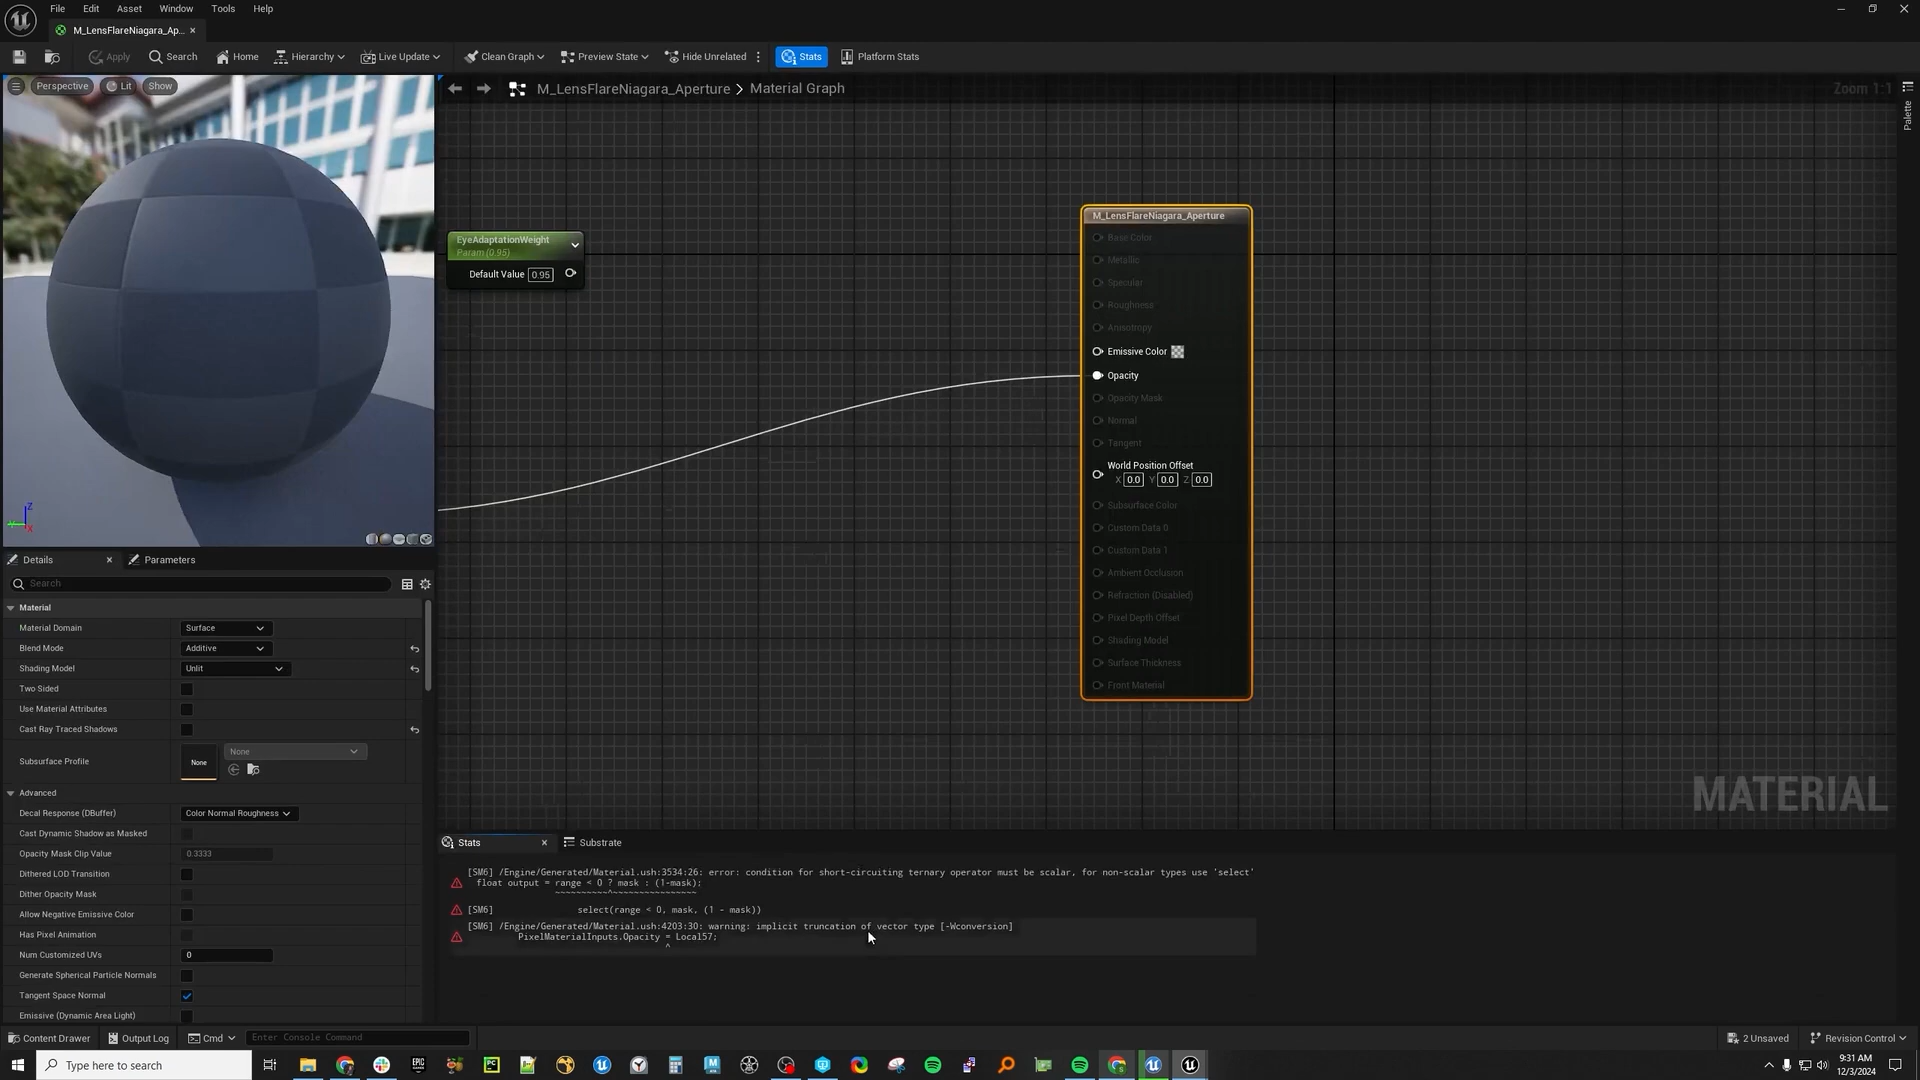 File Edit Asset Window Tools Help
M_LensFlareNiagara_Ap...
Apply Search Home Hierarchy Live Update Clean Graph Preview State Hide Unrelated Stats Platform Stats
Perspective Lit Show
M_LensFlareNiagara_Aperture > Material Graph
Zoom 1:1
Palette
EyeAdaptationWeight
Param (0.95)
Default Value 0.95
M_LensFlareNiagara_Aperture
Base Color
Metallic
Specular
Roughness
Anisotropy
Emissive Color
Opacity
Opacity Mask
Normal
Tangent
World Position Offset
X 0.0 Y 0.0 Z 0.0
Subsurface Color
Custom Data 0
Custom Data 1
Ambient Occlusion
Refraction (Disabled)
Pixel Depth Offset
Shading Model
Surface Thickness
Front Material
MATERIAL
Z
X
Details Parameters
Search
Material
Material Domain Surface
Blend Mode Additive
Shading Model Unlit
Two Sided
Use Material Attributes
Cast Ray Traced Shadows
Subsurface Profile None None
Advanced
Decal Response (DBuffer) Color Normal Roughness
Cast Dynamic Shadow as Masked
Opacity Mask Clip Value 0.3333
Dithered LOD Transition
Dither Opacity Mask
Allow Negative Emissive Color
Has Pixel Animation
Num Customized UVs 0
Generate Spherical Particle Normals
Tangent Space Normal
Emissive (Dynamic Area Light)
Stats Substrate
[SM6] /Engine/Generated/Material.ush:3534:26: error: condition for short-circuiting ternary operator must be scalar, for non-scalar types use 'select'
float output = range < 0 ? mask : (1-mask);
~~~~~~~~~~^~~~~~~~~~~~~~~~~
[SM6] select(range < 0, mask, (1 - mask))
[SM6] /Engine/Generated/Material.ush:4203:30: warning: implicit truncation of vector type [-Wconversion]
PixelMaterialInputs.Opacity = Local57;
^
Content Drawer Output Log Cmd Enter Console Command 2 Unsaved Revision Control
Type here to search
9:31 AM
12/3/2024